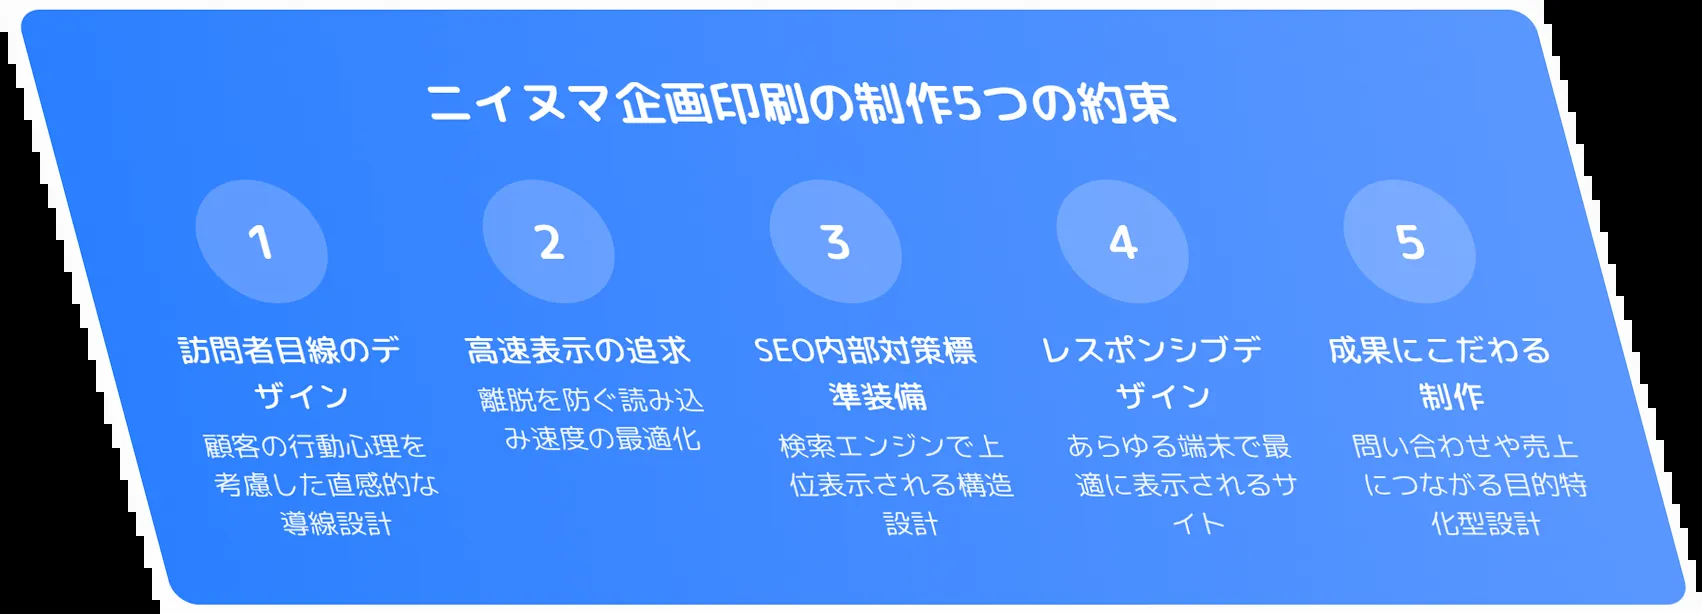 ニイヌマ企画印刷の制作5つの約束
1
訪問者目線のデ
ザイン
顧客の行動心理を
考慮した直感的な
導線設計
2
高速表示の追求
離脱を防ぐ読み込
み速度の最適化
3
SEO内部対策標
準装備
検索エンジンで上
位表示される構造
設計
4
レスポンシブデ
ザイン
あらゆる端末で最
適に表示されるサ
イト
5
成果にこだわる
制作
問い合わせや売上
につながる目的特
化型設計